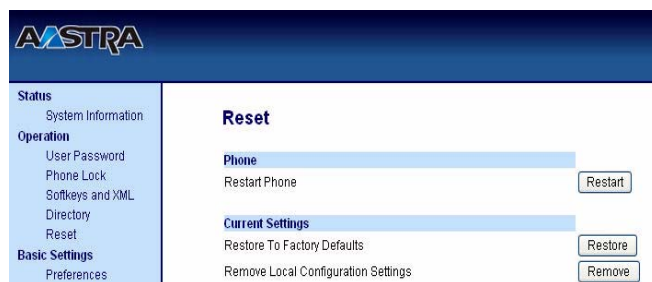 AASTRA
Status
System Information
Operation
User Password
Phone Lock
Softkeys and XML
Directory
Reset
Basic Settings
Preferences
Reset
Phone
Restart Phone Restart
Current Settings
Restore To Factory Defaults Restore
Remove Local Configuration Settings Remove